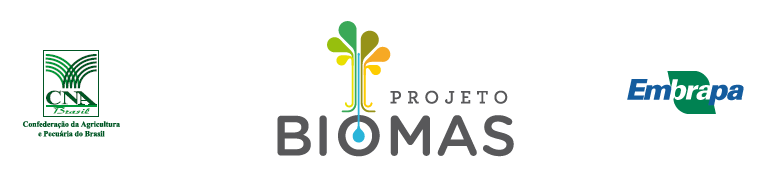 CNA
Brasil
Confederação da Agricultura
e Pecuária do Brasil
PROJETO
BIOMAS
Embrapa